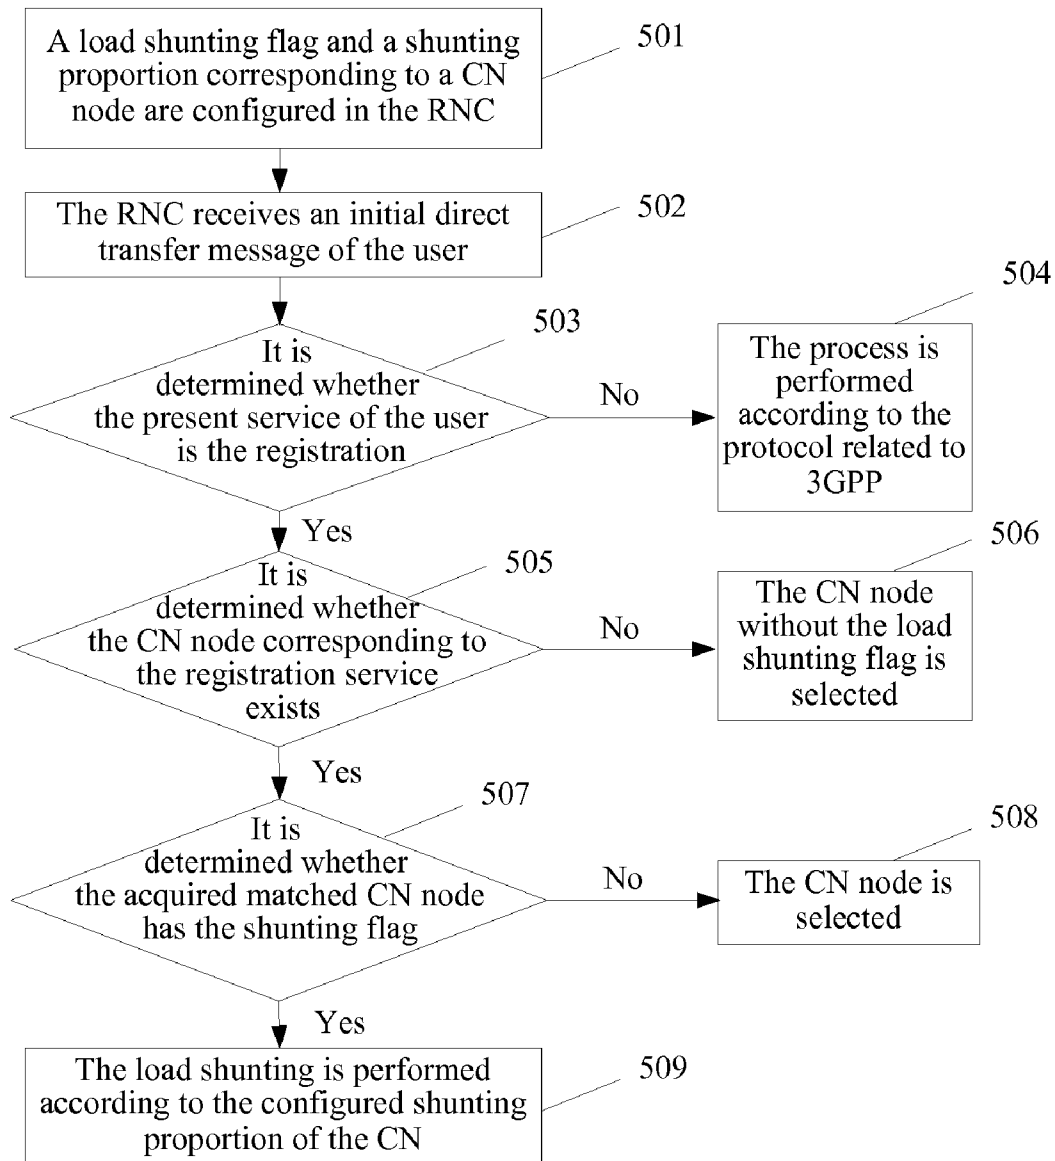 A load shunting flag and a shunting
proportion corresponding to a CN
node are configured in the RNC
501
The RNC receives an initial direct
transfer message of the user
502
It is
determined whether
the present service of the user
is the registration
503
No
The process is
performed
according to the
protocol related to
3GPP
504
Yes
It is
determined whether
the CN node corresponding to
the registration service
exists
505
No
The CN node
without the load
shunting flag is
selected
506
Yes
It is
determined whether
the acquired matched CN node
has the shunting flag
507
No
The CN node is
selected
508
Yes
The load shunting is performed
according to the configured shunting
proportion of the CN
509